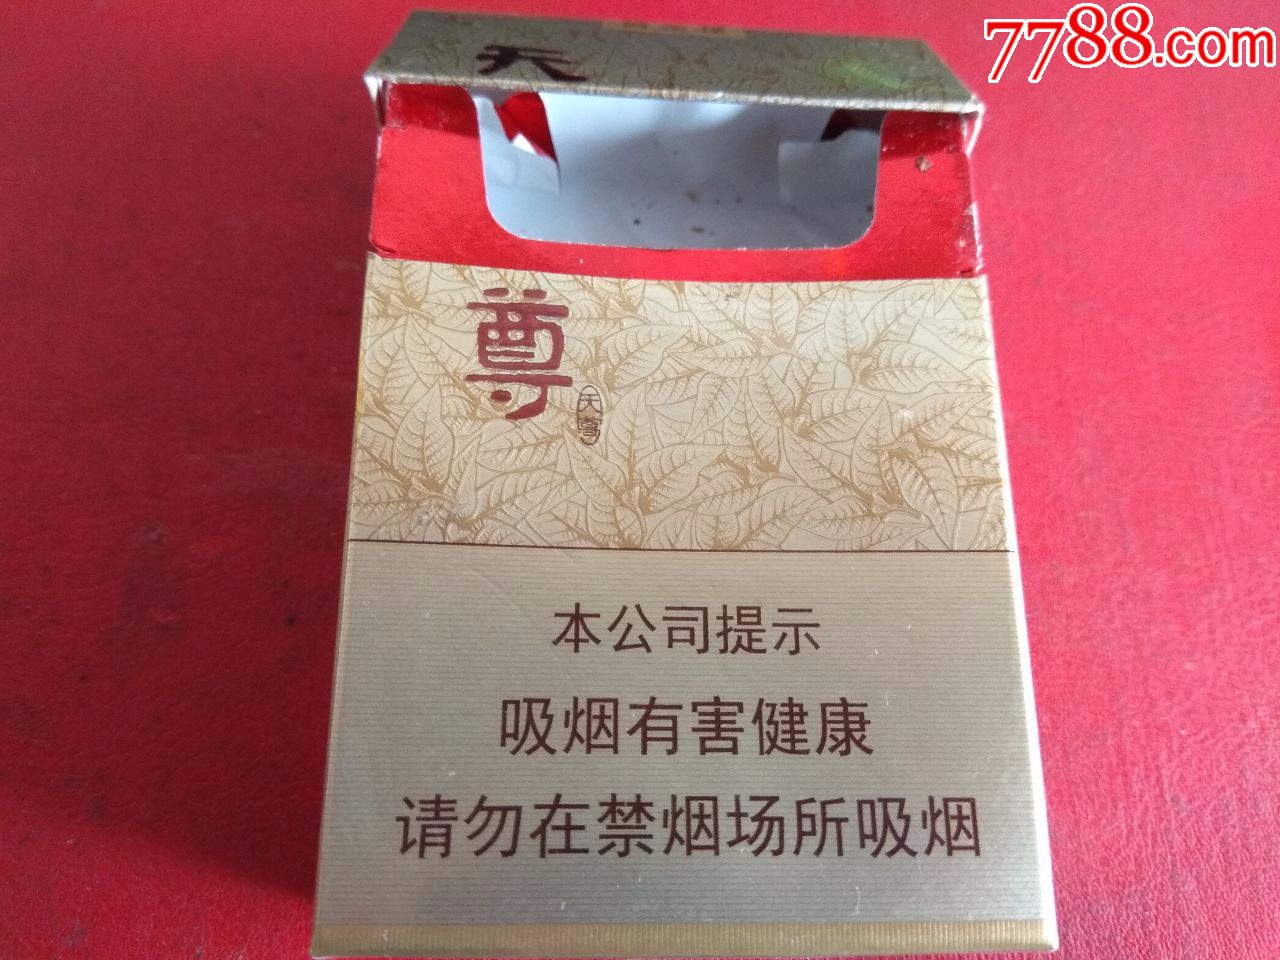 7788.com
天
尊
天尊
本公司提示
吸烟有害健康
请勿在禁烟场所吸烟